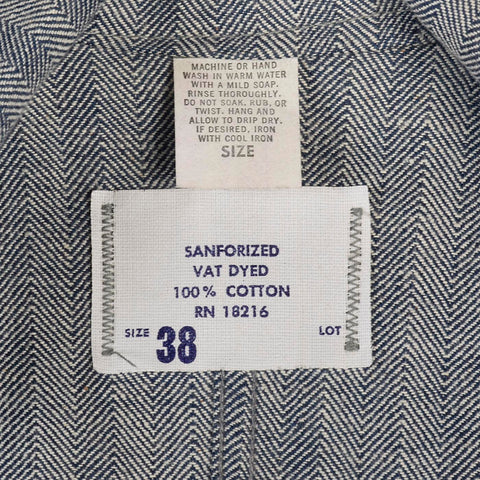 MACHINE OR HAND
WASH IN WARM WATER
WITH A MILD SOAP.
RINSE THOROUGHLY.
DO NOT SOAK, RUB, OR
TWIST. HANG AND
ALLOW TO DRIP DRY.
IF DESIRED, IRON
WITH COOL IRON
SIZE
SANFORIZED
VAT DYED
100% COTTON
RN 18216
SIZE 38 LOT